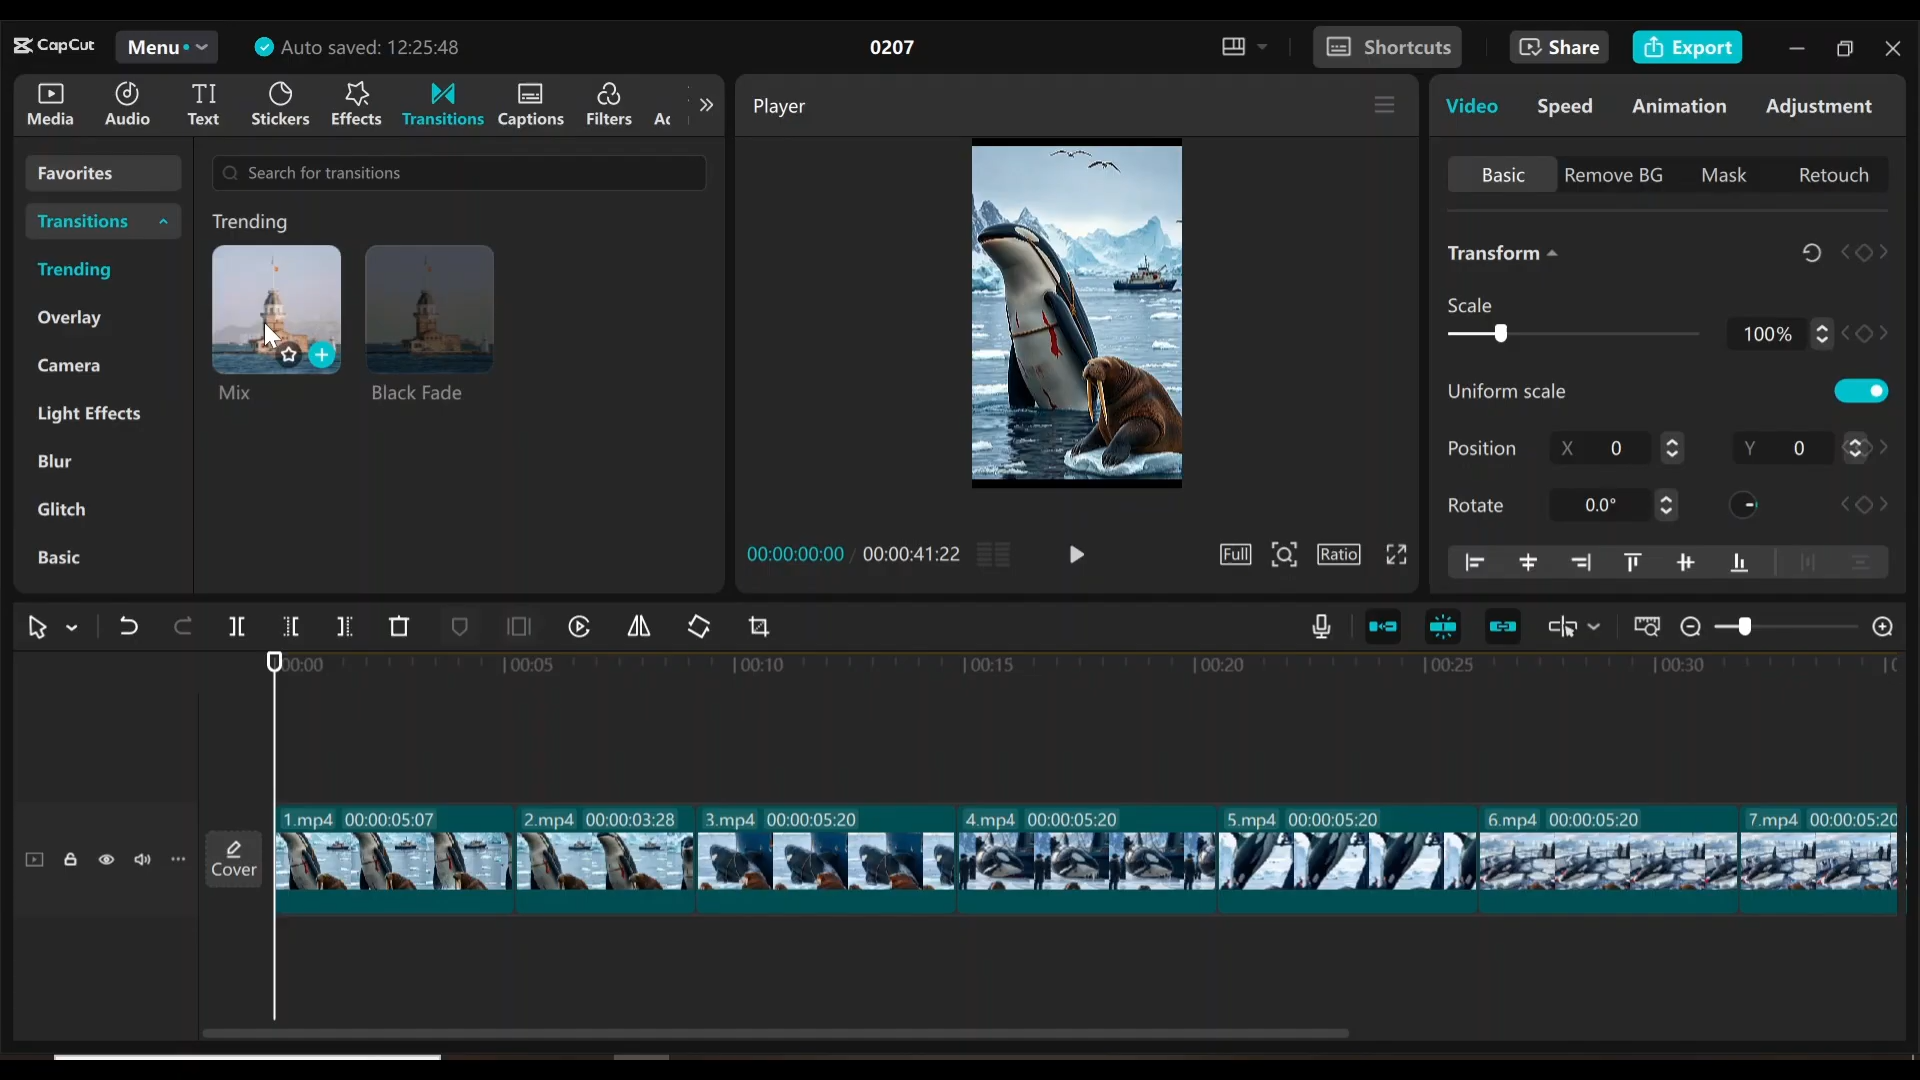 CapCut Menu Auto saved: 12:25:48 0207 Shortcuts Share Export
Media Audio Text Stickers Effects Transitions Captions Filters
TI
Player
Video Speed Animation Adjustment
Favorites
Search for transitions
Basic Remove BG Mask Retouch
Transitions
Trending
Trending
Overlay
Camera
Light Effects
Blur
Glitch
Basic
Mix Black Fade
Transform
Scale
100%
Uniform scale
Position X 0 Y 0
Rotate 0.0°
00:00:00:00 / 00:00:41:22 Full Ratio
00:00 00:05 00:10 00:15 00:20 00:25 00:30
1.mp4 00:00:05:07 2.mp4 00:00:03:28 3.mp4 00:00:05:20 4.mp4 00:00:05:20 5.mp4 00:00:05:20 6.mp4 00:00:05:20 7.mp4 00:00:05:20
Cover